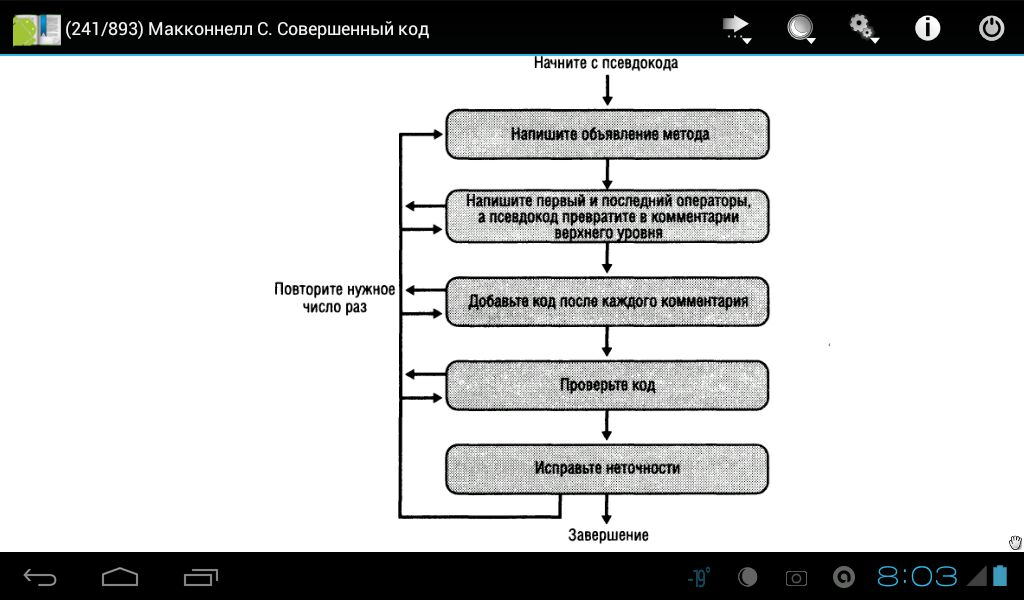 (241/893) Макконнелл С. Совершенный код
Начните с псевдокода
Напишите объявление метода
Напишите первый и последний операторы,
а псевдокод превратите в комментарии
верхнего уровня
Повторите нужное
число раз
Добавьте код после каждого комментария
Проверьте код
Исправьте неточности
Завершение
-19° 8:03